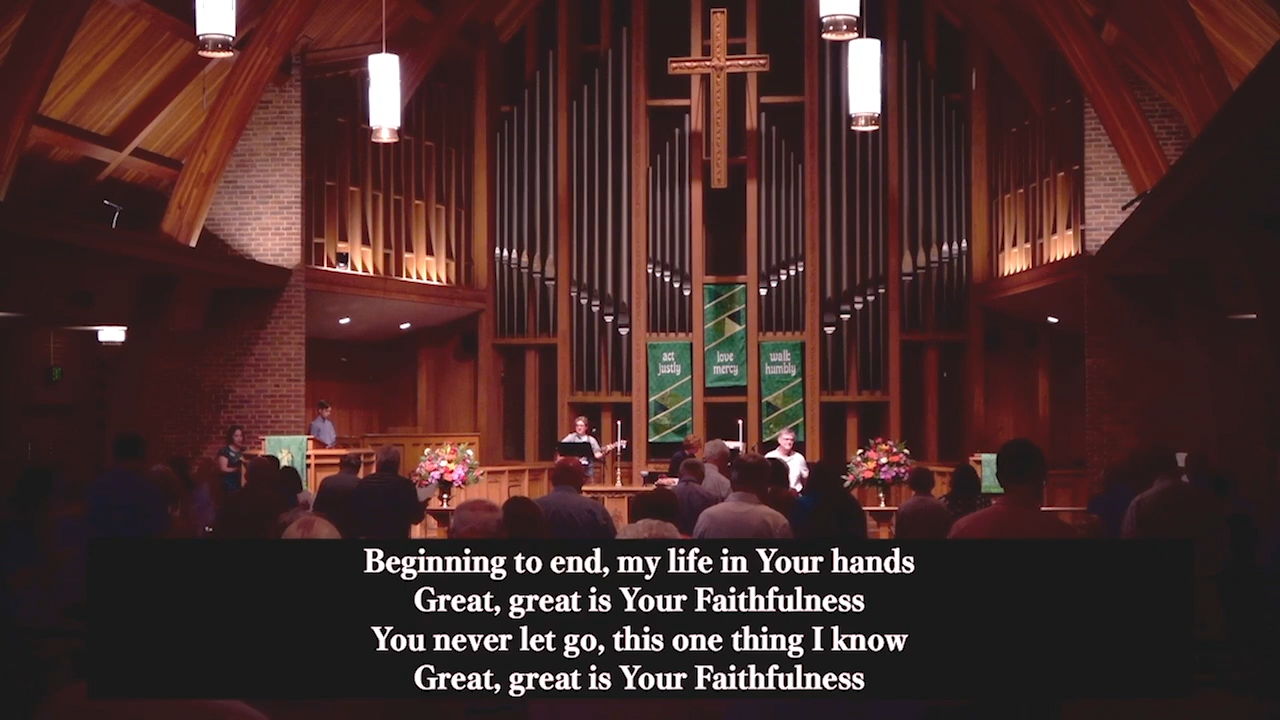 act
justly
love
mercy
walk
humbly
Beginning to end, my life in Your hands
Great, great is Your Faithfulness
You never let go, this one thing I know
Great, great is Your Faithfulness